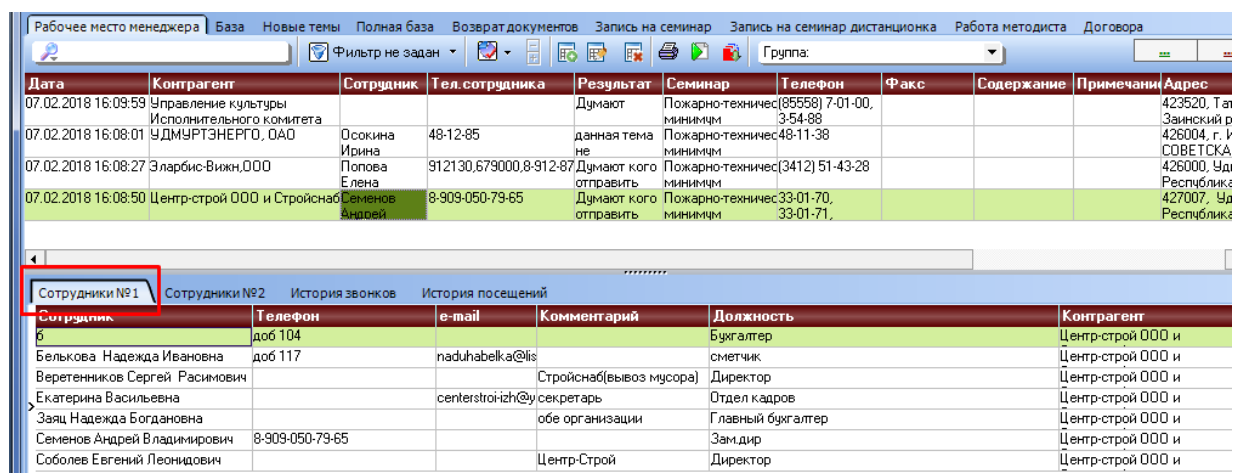 Рабочее место менеджера База Новые темы Полная база Возврат документов Запись на семинар Запись на семинар дистанционка Работа методиста Договора
Фильтр не задан Группа: ...
Дата Контрагент Сотрудник Тел.сотрудника Результат Семинар Телефон Факс Содержание Примечание Адрес
07.02.2018 16:09:59 Управление культуры Думают Пожарно-техничес (85558) 7-01-00, 423520, Тат
Исполнительного комитета минимум 3-54-88 Заинский р
07.02.2018 16:08:01 УДМУРТЭНЕРГО, ОАО Осокина 48-12-85 данная тема Пожарно-техничес 48-11-38 426004, г. И
Ирина не минимум СОВЕТСКА
07.02.2018 16:08:27 Эларбис-Вижн,ООО Попова 912130,679000,8-912-87 Думают кого Пожарно-техничес (3412) 51-43-28 426000, Удм
Елена отправить минимум Республика
07.02.2018 16:08:50 Центр-строй ООО и Стройснаб Семенов 8-909-050-79-65 Думают кого Пожарно-техничес 33-01-70, 427007, Уд
Андрей отправить минимум 33-01-71, Республика
Сотрудники №1 Сотрудники №2 История звонков История посещений
Сотрудник Телефон e-mail Комментарий Должность Контрагент
б доб 104 Бухгалтер Центр-строй ООО и
Белькова Надежда Ивановна доб 117 naduhabelka@lis сметчик Центр-строй ООО и
Веретенников Сергей Расимович Стройснаб(вывоз мусора) Директор Центр-строй ООО и
Екатерина Васильевна centerstroi-izh@y секретарь Отдел кадров Центр-строй ООО и
Заяц Надежда Богдановна обе организации Главный бухгалтер Центр-строй ООО и
Семенов Андрей Владимирович 8-909-050-79-65 Зам.дир Центр-строй ООО и
Соболев Евгений Леонидович Центр-Строй Директор Центр-строй ООО и